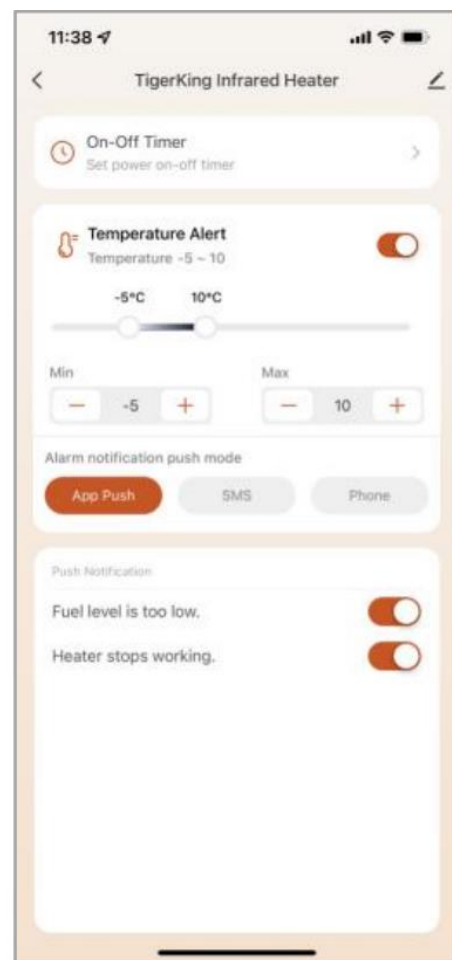 11:38
TigerKing Infrared Heater
On-Off Timer
Set power on-off timer
Temperature Alert
Temperature -5 ~ 10
-5°C 10°C
Min Max
− -5 + − 10 +
Alarm notification push mode
App Push SMS Phone
Push Notification
Fuel level is too low.
Heater stops working.